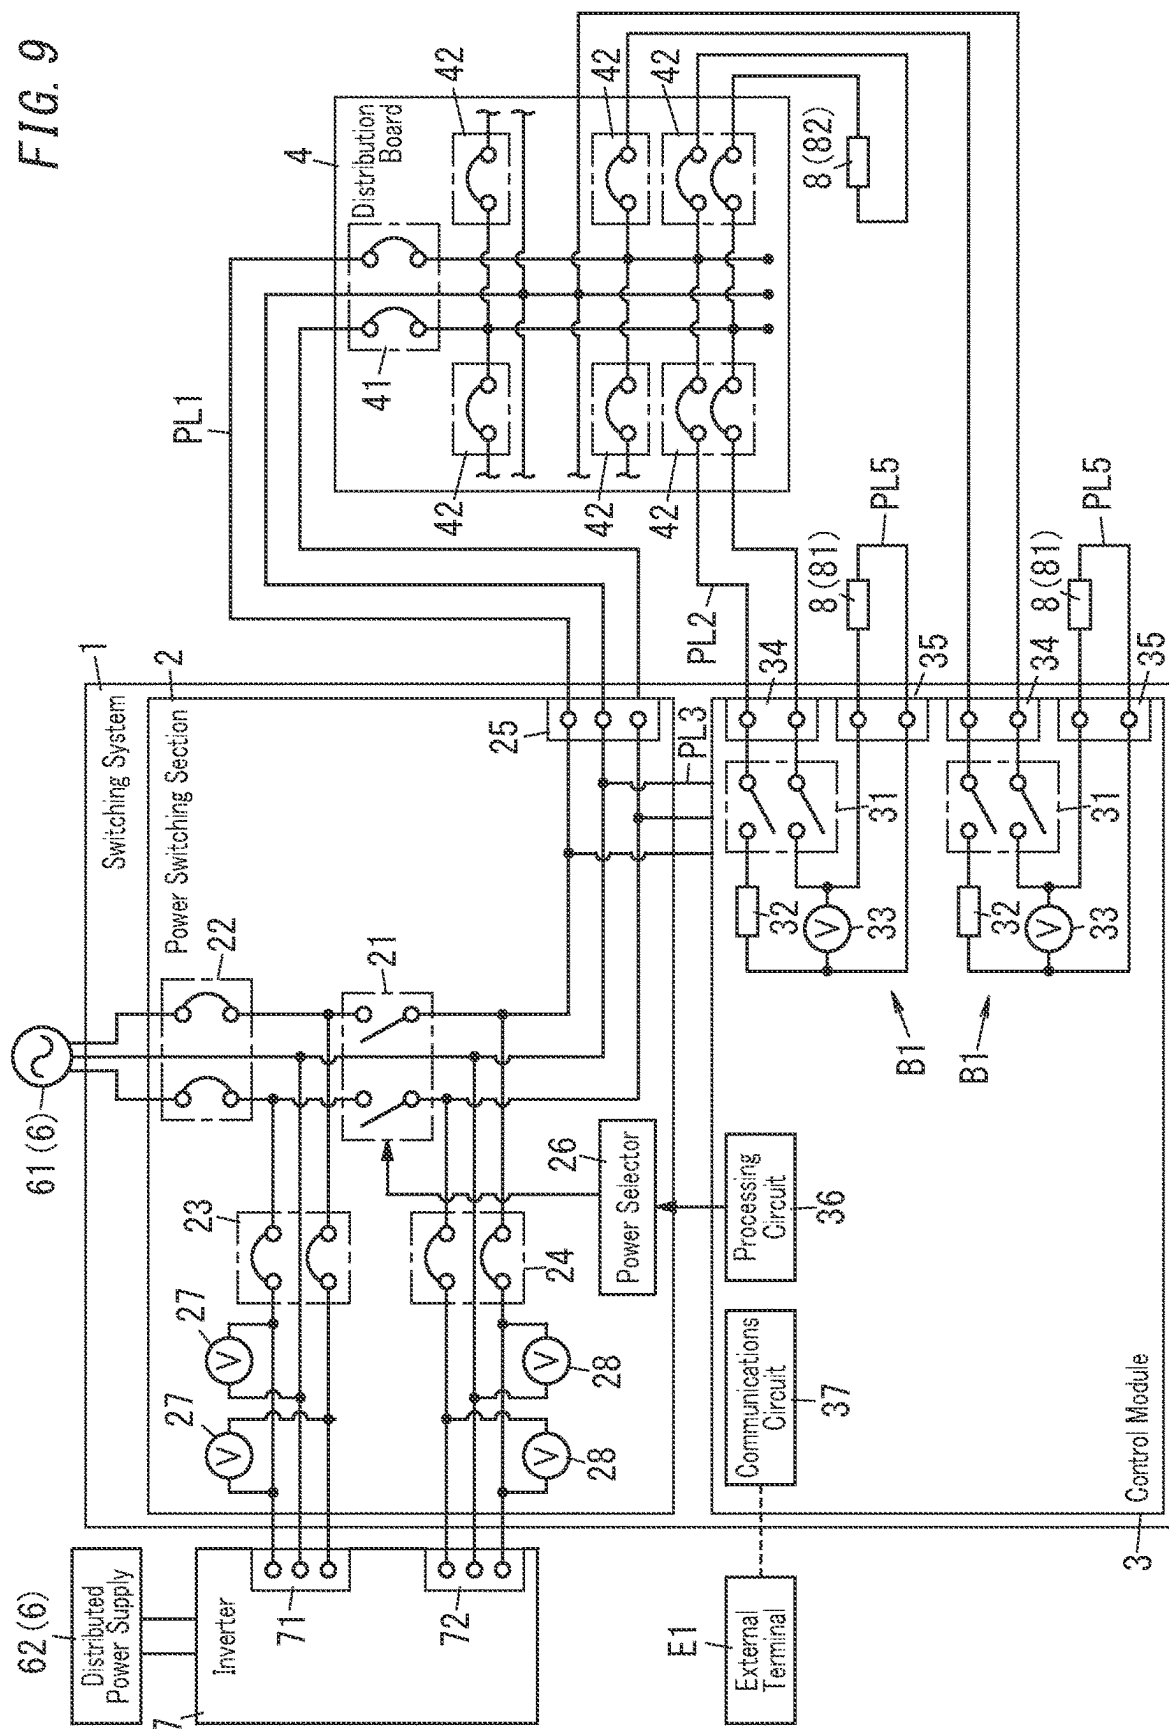 FIG. 9
62 (6)
Distributed
Power Supply
61 (6)
1
Switching System
2
Power Switching Section
7
Inverter
71
72
27
27
23
22
21
28
28
24
26
Power Selector
25
PL1
4
Distribution
Board
41
42
42
42
42
42
42
8 (82)
PL2
PL3
E1
External
Terminal
3
Control Module
Communications
Circuit
37
Processing
Circuit
36
V
V
V
V
V
V
B1
B1
32
33
31
34
35
8 (81)
PL5
32
33
31
34
35
8 (81)
PL5